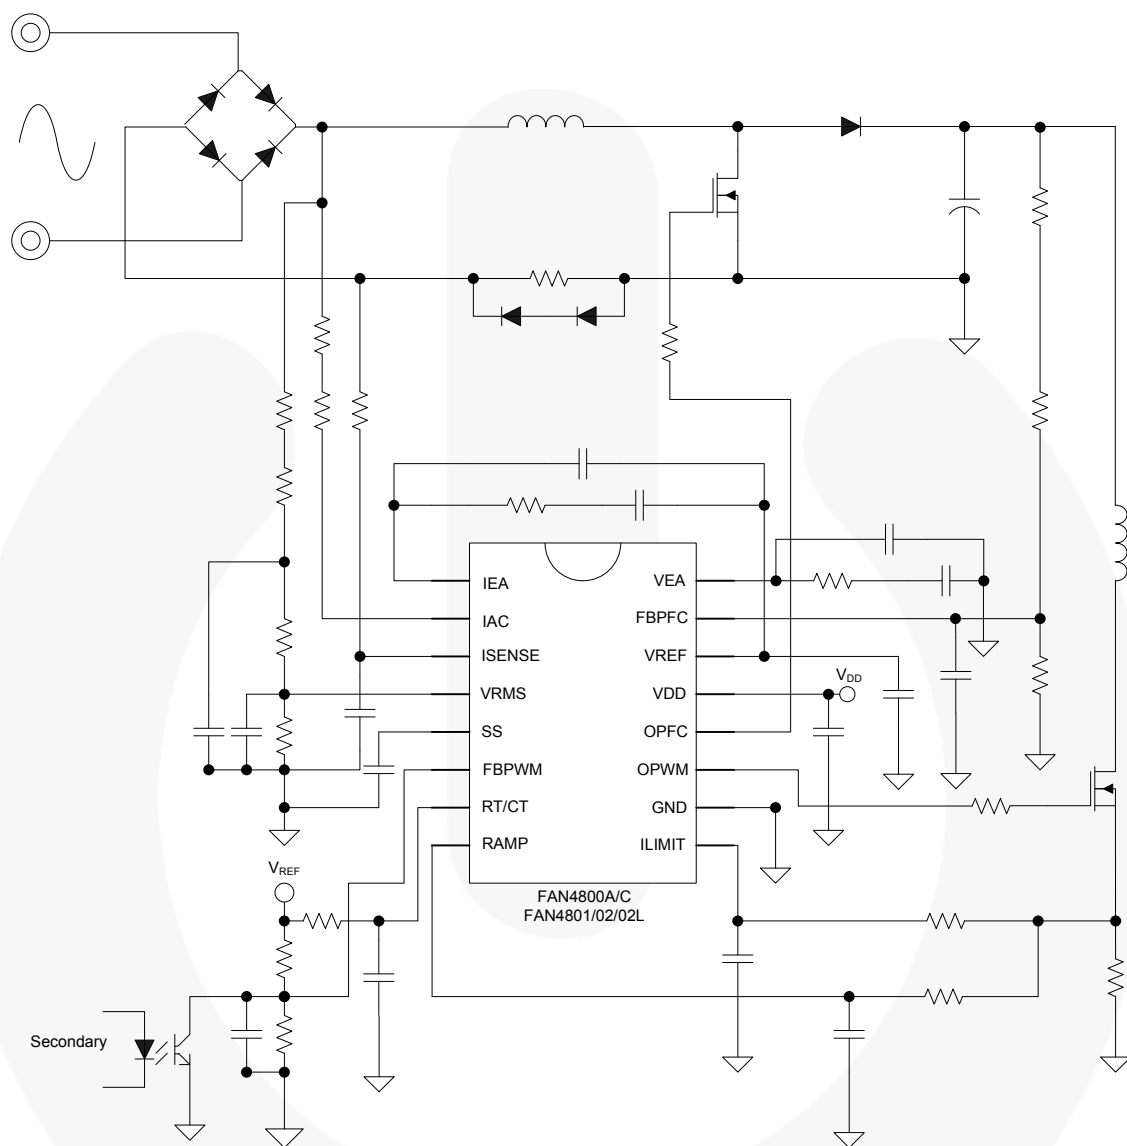 IEA
IAC
ISENSE
VRMS
SS
FBPWM
RT/CT
RAMP
VEA
FBPFC
VREF
VDD
OPFC
OPWM
GND
ILIMIT
VDD
FAN4800A/C
FAN4801/02/02L
VREF
Secondary